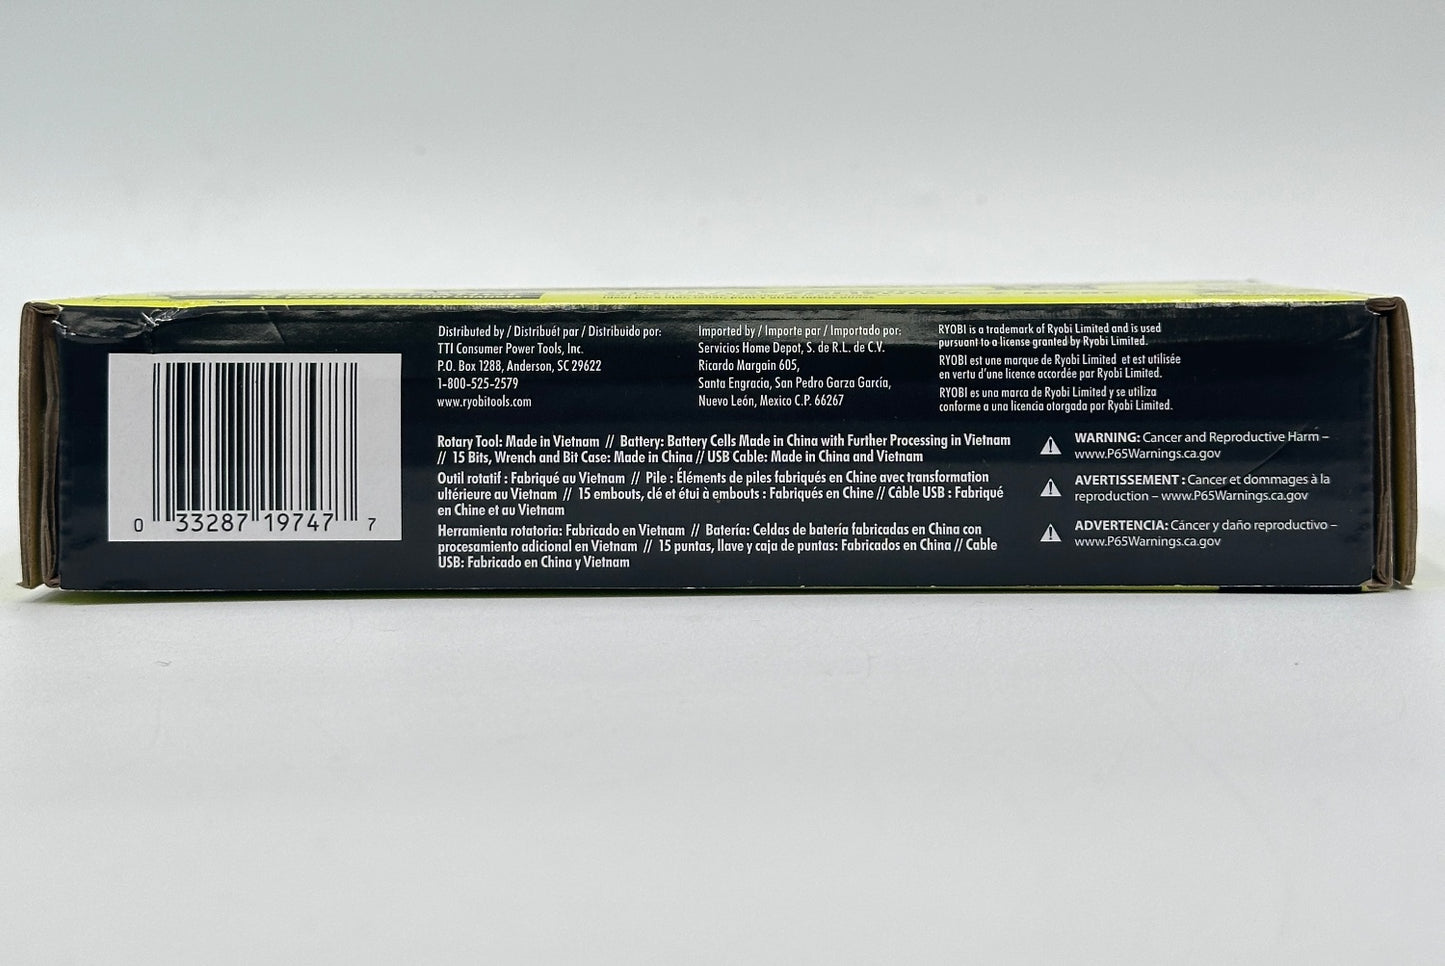 0 33287 19747 7
Distributed by / Distribuét par / Distribuido por:
TTI Consumer Power Tools, Inc.
P.O. Box 1288, Anderson, SC 29622
1-800-525-2579
www.ryobitools.com
Imported by / Importe par / Importado por:
Servicios Home Depot, S. de R.L. de C.V.
Ricardo Margain 605,
Santa Engracia, San Pedro Garza García,
Nuevo León, Mexico C.P. 66267
RYOBI is a trademark of Ryobi Limited and is used
pursuant to a license granted by Ryobi Limited.
RYOBI est une marque de Ryobi Limited et est utilisée
en vertu d'une licence accordée par Ryobi Limited.
RYOBI es una marca de Ryobi Limited y se utiliza
conforme a una licencia otorgada por Ryobi Limited.
Rotary Tool: Made in Vietnam // Battery: Battery Cells Made in China with Further Processing in Vietnam
// 15 Bits, Wrench and Bit Case: Made in China // USB Cable: Made in China and Vietnam
Outil rotatif : Fabriqué au Vietnam // Pile : Éléments de piles fabriqués en Chine avec transformation
ultérieure au Vietnam // 15 embouts, clé et étui à embouts : Fabriqués en Chine // Câble USB : Fabriqué
en Chine et au Vietnam
Herramienta rotatoria: Fabricado en Vietnam // Batería: Celdas de batería fabricadas en China con
procesamiento adicional en Vietnam // 15 puntas, llave y caja de puntas: Fabricados en China // Cable
USB: Fabricado en China y Vietnam
WARNING: Cancer and Reproductive Harm –
www.P65Warnings.ca.gov
AVERTISSEMENT : Cancer et dommages à la
reproduction – www.P65Warnings.ca.gov
ADVERTENCIA: Cáncer y daño reproductivo –
www.P65Warnings.ca.gov